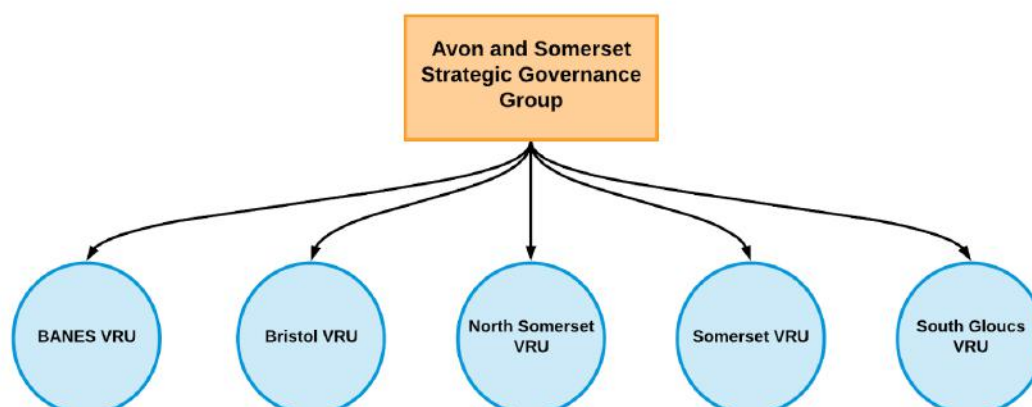 Avon and Somerset
Strategic Governance
Group
BANES VRU
Bristol VRU
North Somerset
VRU
Somerset VRU
South Gloucs
VRU